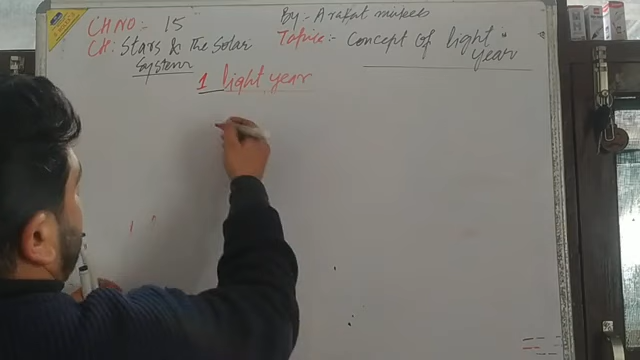 CH NO:- 15
By:- Arafat
CH: Stars & The Solar System
Topic:- Concept Of light year
1 light year